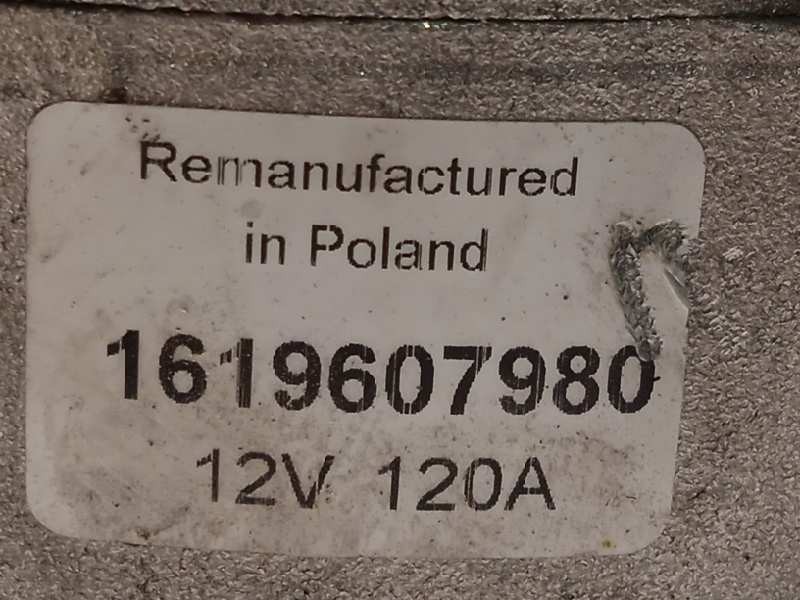 Remanufactured
in Poland
1619607980
12V 120A